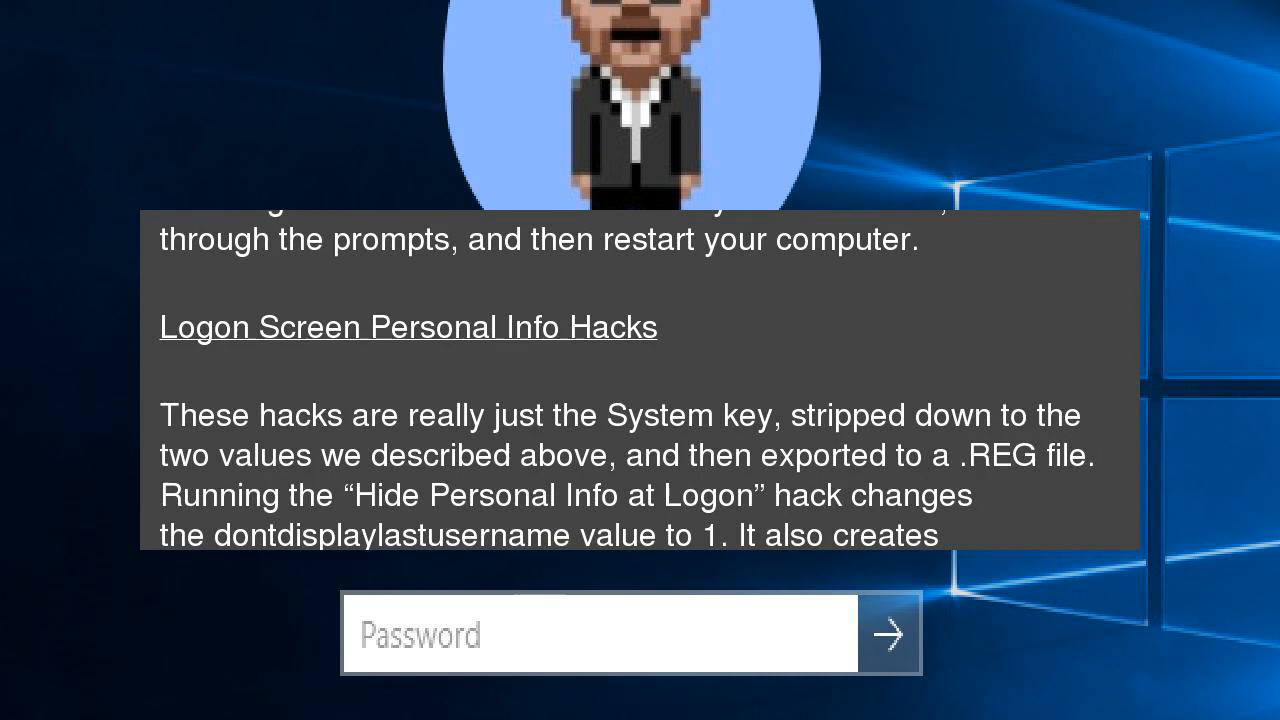 through the prompts, and then restart your computer.
Logon Screen Personal Info Hacks
These hacks are really just the System key, stripped down to the
two values we described above, and then exported to a .REG file.
Running the “Hide Personal Info at Logon” hack changes
the dontdisplaylastusername value to 1. It also creates
Password